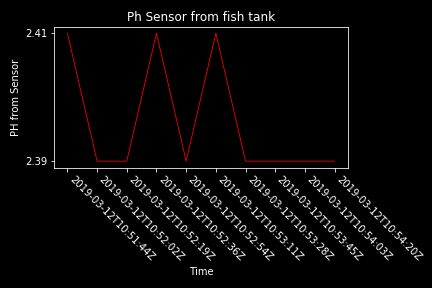 Ph Sensor from fish tank
PH from Sensor
2.41
2.39
2019-03-12T10:51:44Z
2019-03-12T10:52:02Z
2019-03-12T10:52:19Z
2019-03-12T10:52:36Z
2019-03-12T10:52:54Z
2019-03-12T10:53:11Z
2019-03-12T10:53:28Z
2019-03-12T10:53:45Z
2019-03-12T10:54:03Z
2019-03-12T10:54:20Z
Time